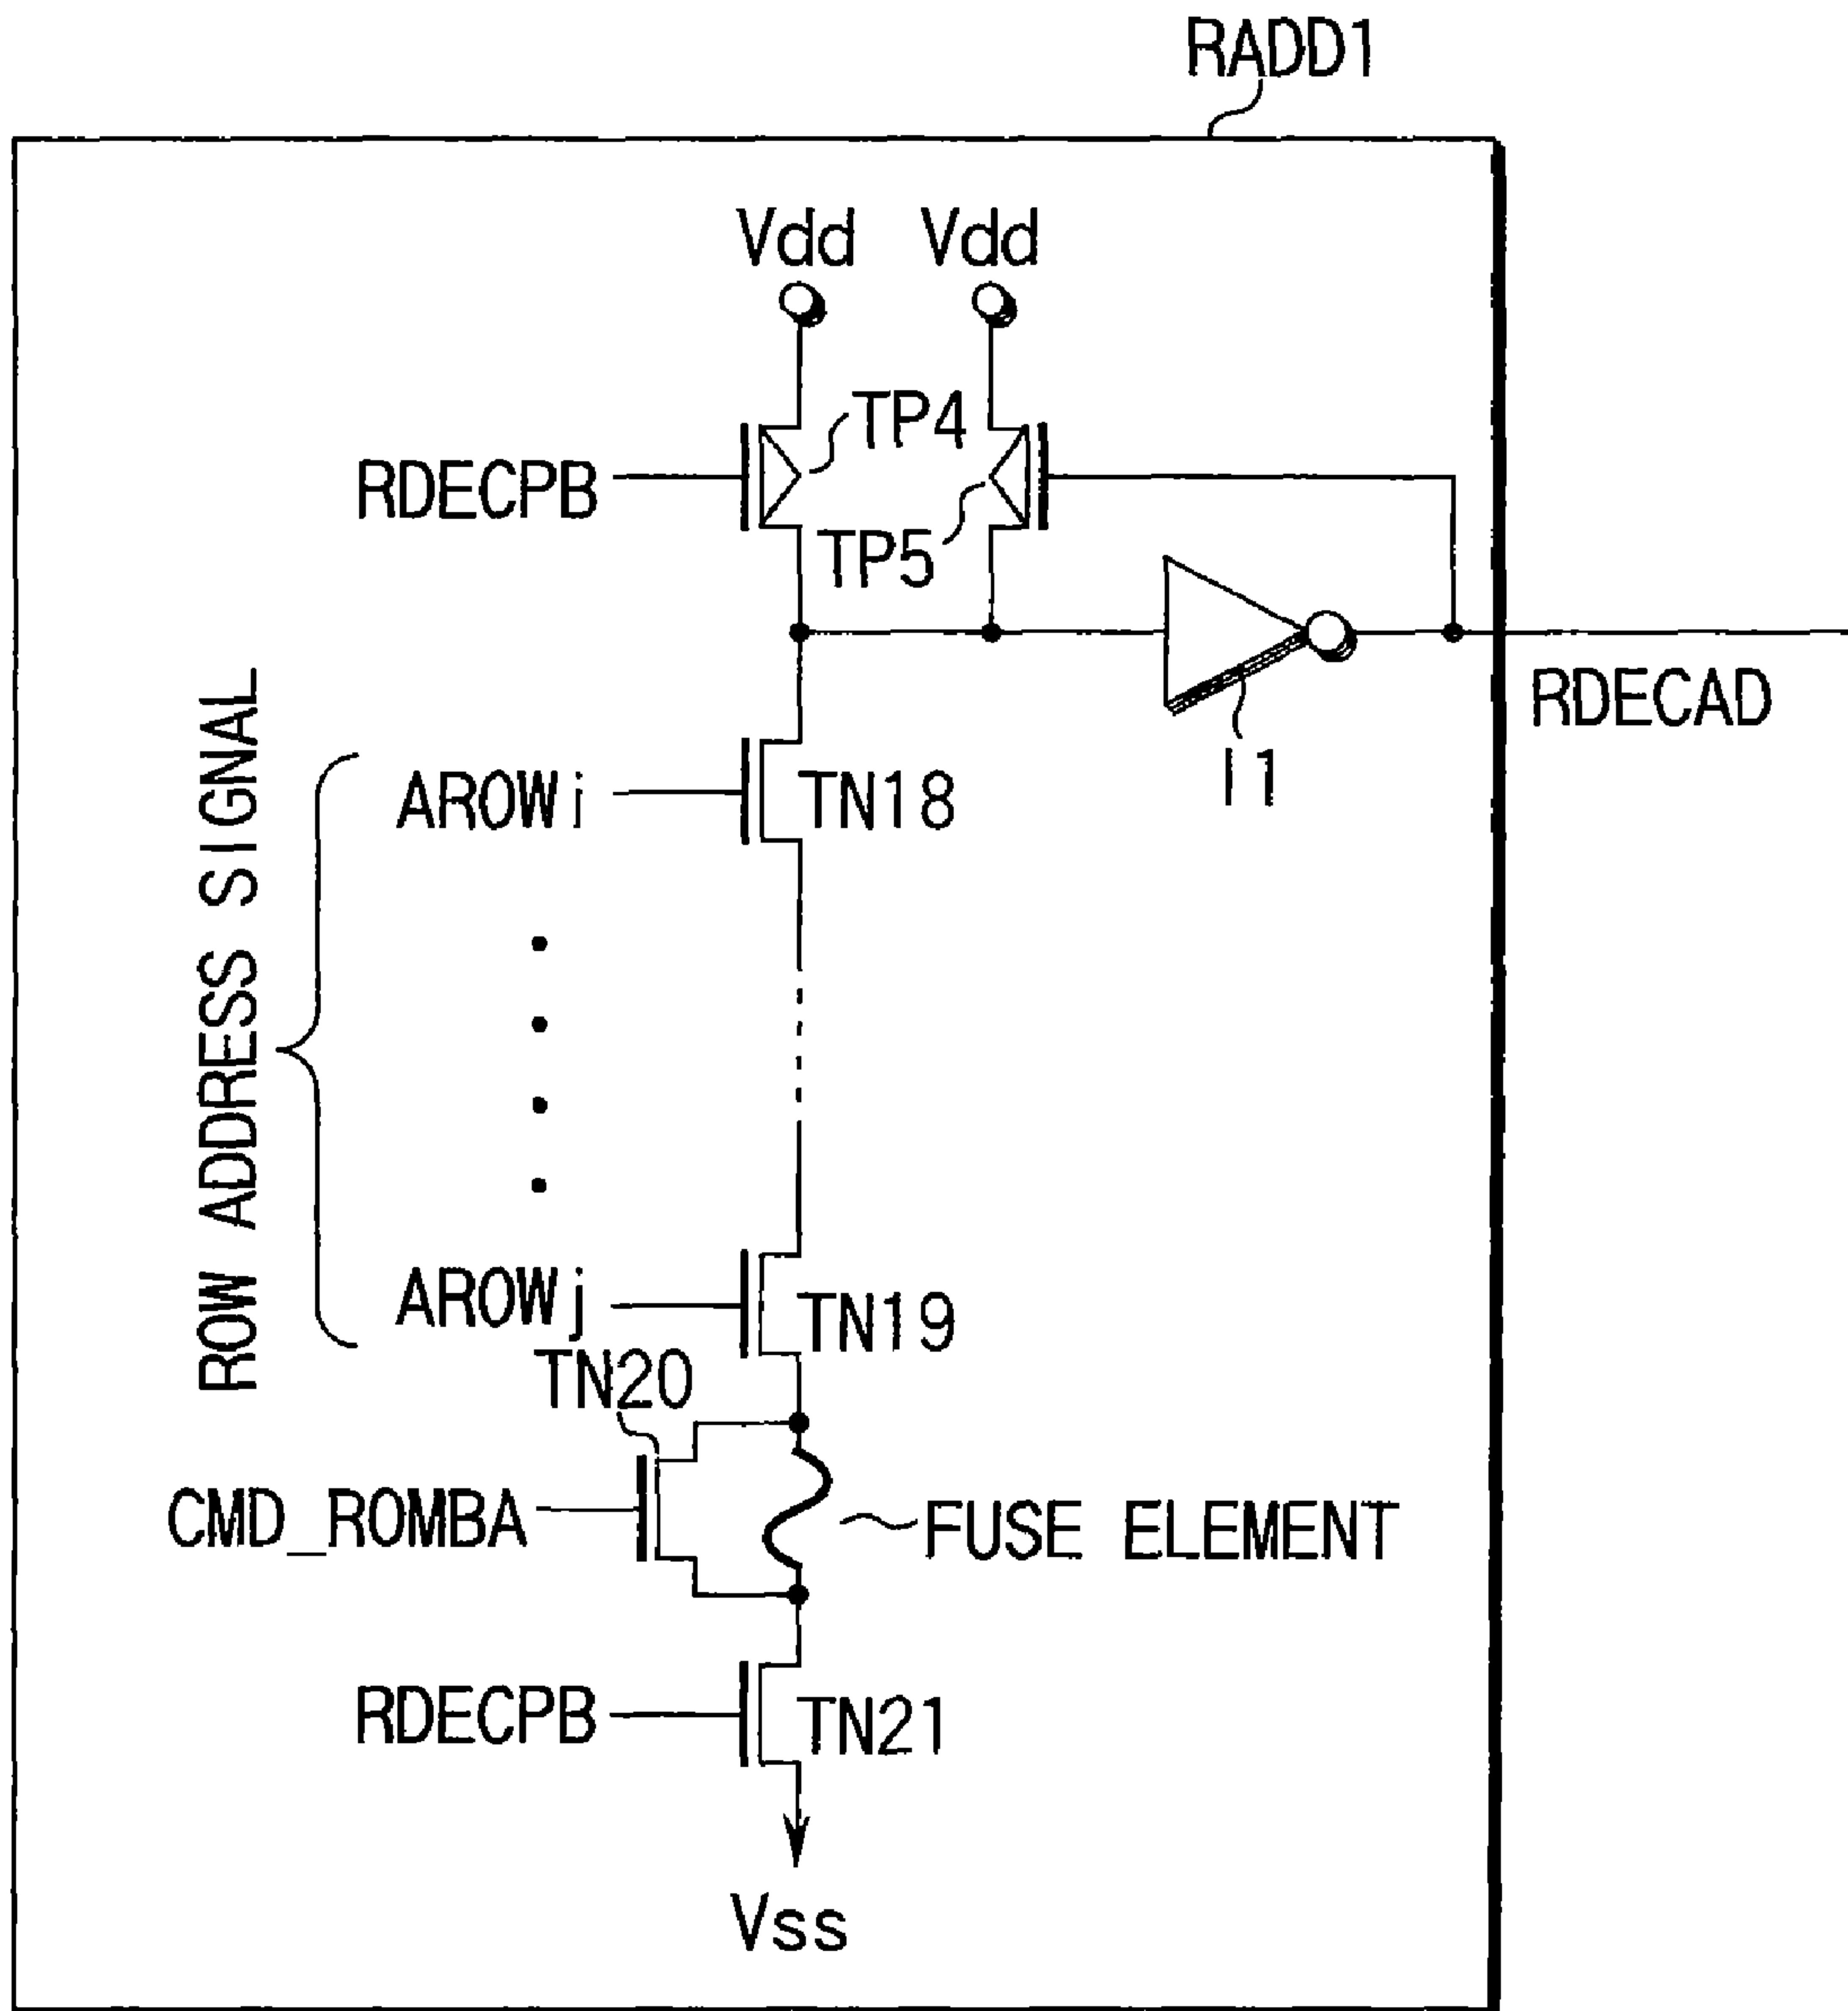 RADD1
Vdd Vdd
TP4
RDECPB
TP5
RDECAD
I1
ROW ADDRESS SIGNAL
AROWi
TN18
AROWj
TN19
TN20
CMD_ROMBA
FUSE ELEMENT
RDECPB
TN21
Vss